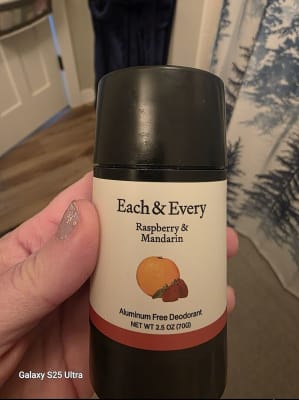 Each & Every
Raspberry &
Mandarin
Aluminum Free Deodorant
NET WT 2.5 OZ (70G)
Galaxy S25 Ultra